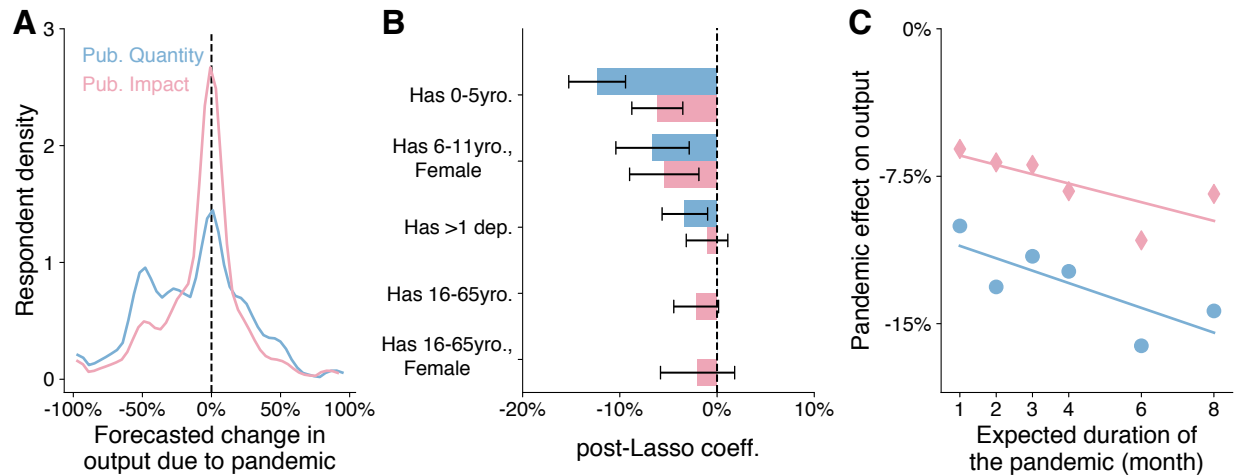 A
3
2
1
0
Respondent density
Pub. Quantity
Pub. Impact
-100%
-50%
0%
50%
100%
Forecasted change in
output due to pandemic
B
Has 0-5yro.
Has 6-11yro.,
Female
Has >1 dep.
Has 16-65yro.
Has 16-65yro.,
Female
-20%
-10%
0%
10%
post-Lasso coeff.
C
0%
-7.5%
-15%
Pandemic effect on output
1
2
3
4
6
8
Expected duration of
the pandemic (month)